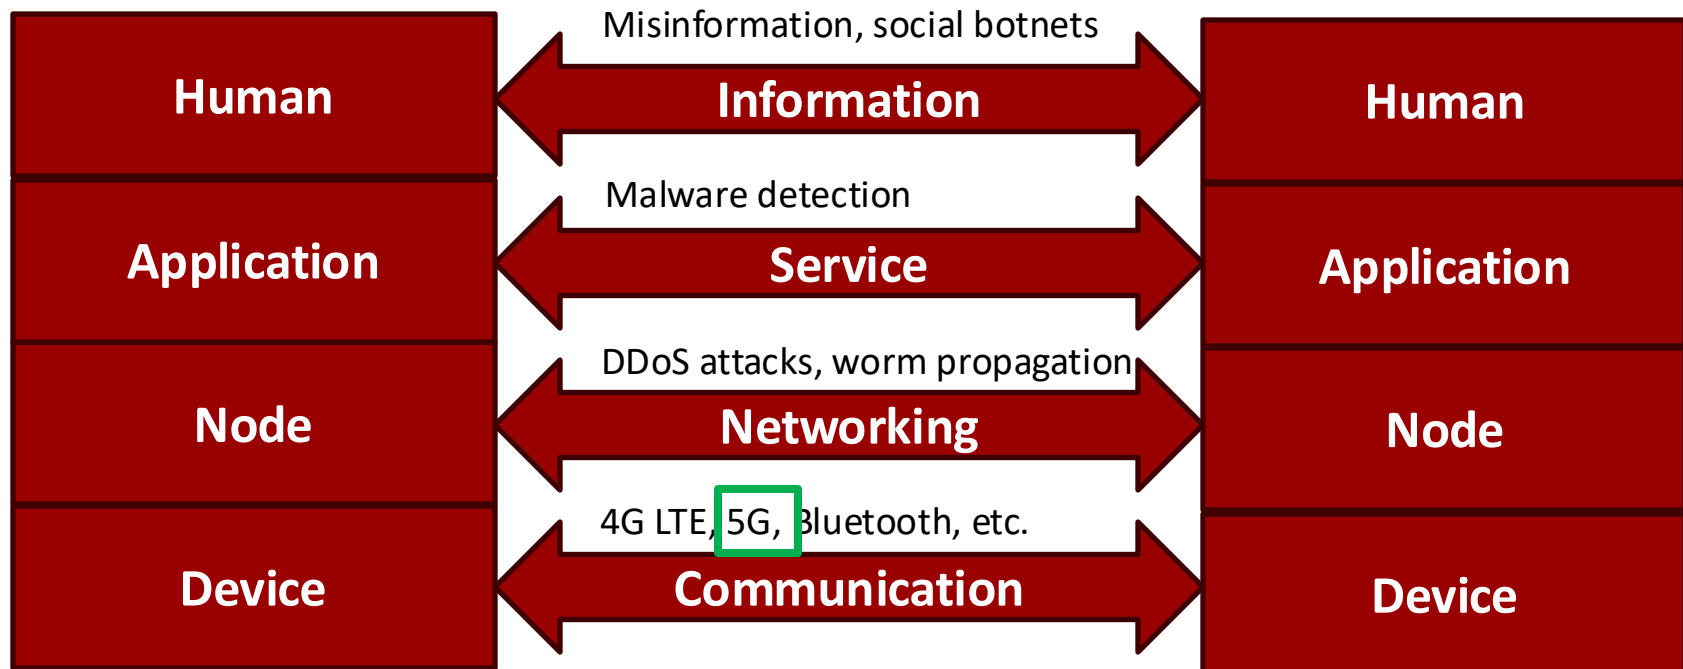 Misinformation, social botnets
Human
Information
Human
Malware detection
Application
Service
Application
DDoS attacks, worm propagation
Node
Networking
Node
4G LTE, 5G, Bluetooth, etc.
Device
Communication
Device